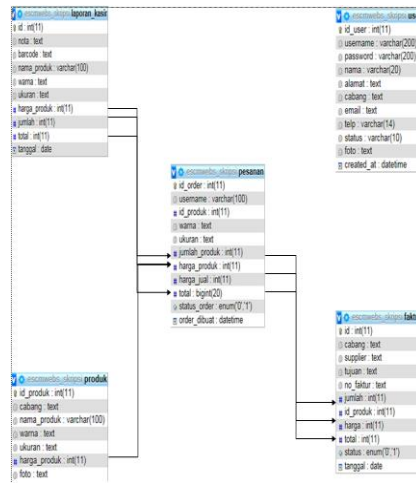 laporan_kasir
id : int(11)
nota : text
barcode : text
nama_produk : varchar(100)
warna : text
ukuran : text
harga_produk : int(11)
jumlah : int(11)
total : int(11)
tanggal : date
id_user : int(11)
username : varchar(200)
password : varchar(200)
nama : varchar(20)
alamat : text
cabang : text
email : text
telp : varchar(14)
status : varchar(10)
foto : text
created_at : datetime
pesanan
id_order : int(11)
username : varchar(100)
id_produk : int(11)
warna : text
ukuran : text
jumlah_produk : int(11)
harga_produk : int(11)
harga_jual : int(11)
total : bigint(20)
status_order : enum('0','1')
order_dibuat : datetime
produk
id_produk : int(11)
cabang : text
nama_produk : varchar(100)
warna : text
ukuran : text
harga_produk : int(11)
foto : text
id : int(11)
cabang : text
supplier : text
tujuan : text
no_faktur : text
jumlah : int(11)
id_produk : int(11)
harga : int(11)
total : int(11)
status : enum('0','1')
tanggal : date